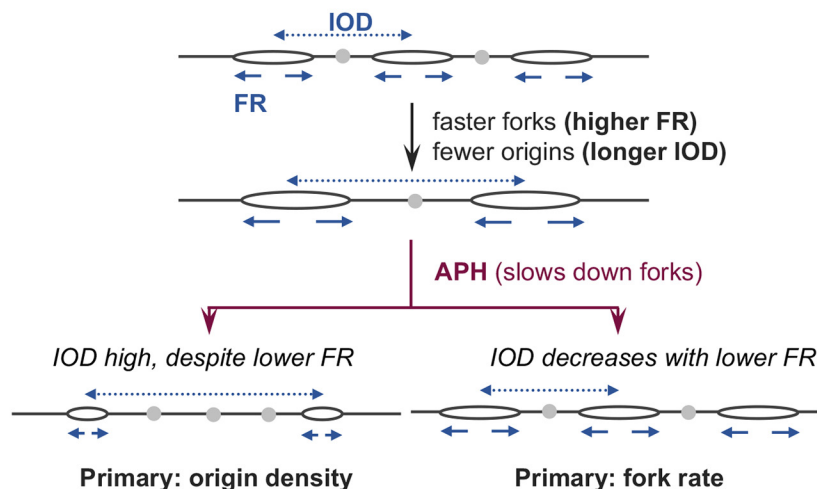 IOD
FR
faster forks (higher FR)
fewer origins (longer IOD)
APH (slows down forks)
IOD high, despite lower FR
IOD decreases with lower FR
Primary: origin density
Primary: fork rate